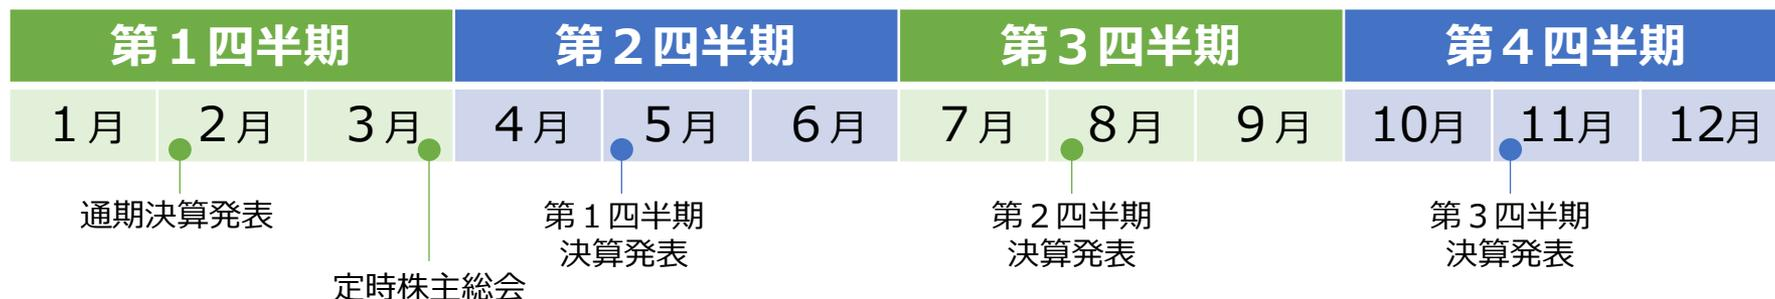 第１四半期 第２四半期 第３四半期 第４四半期
1月 2月 3月 4月 5月 6月 7月 8月 9月 10月 11月 12月
通期決算発表 第１四半期 第２四半期 第３四半期
決算発表 決算発表 決算発表
定時株主総会